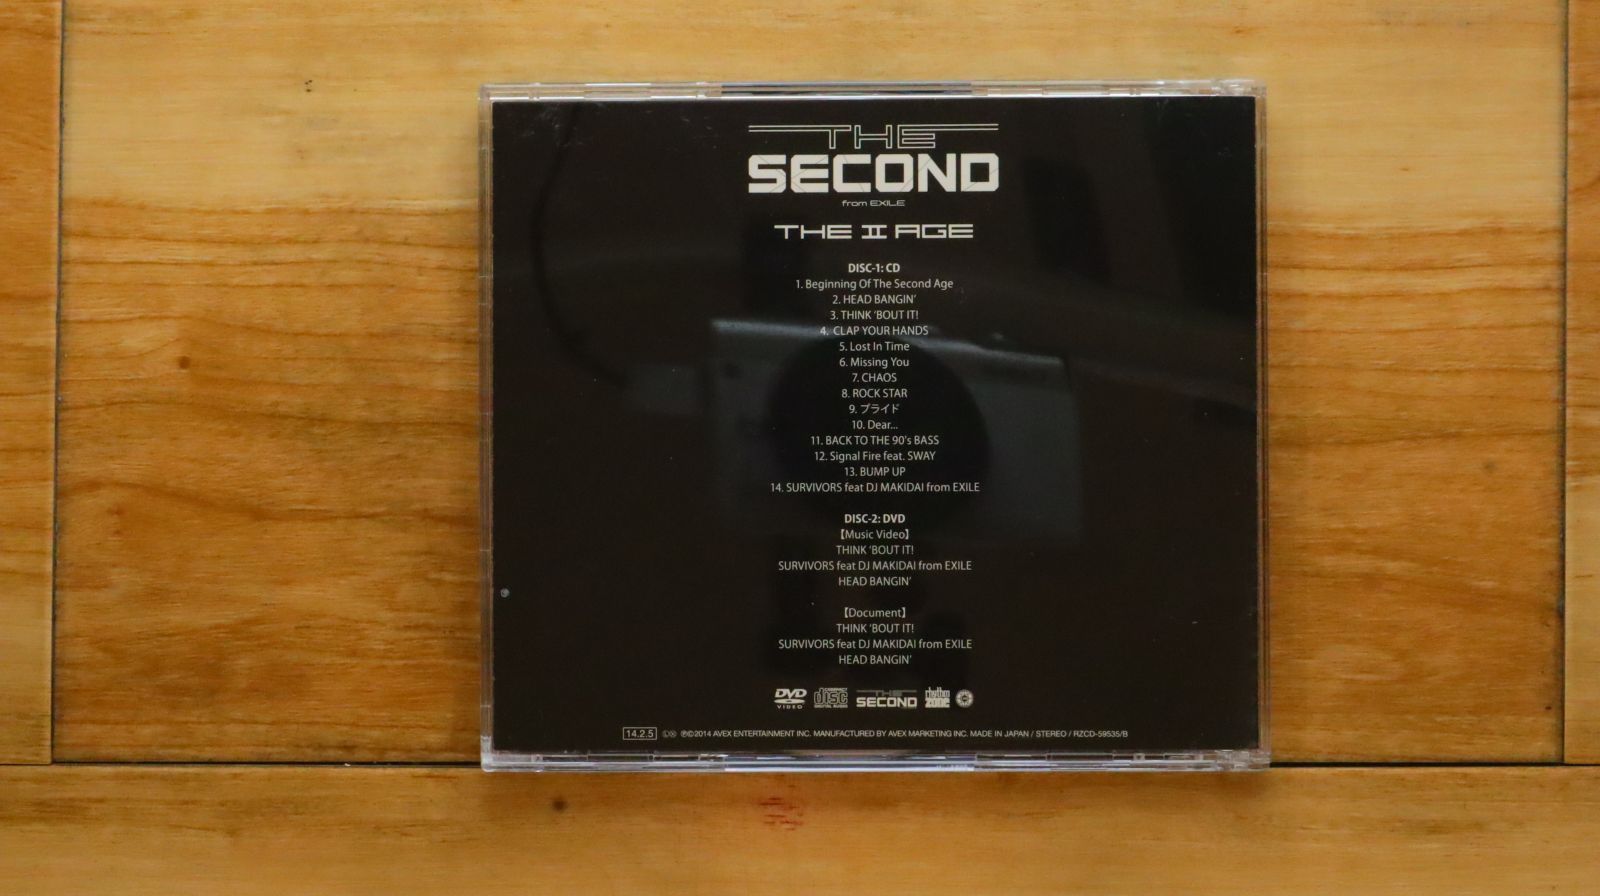 THE
SECOND
from EXILE
THE II AGE
DISC-1: CD
1. Beginning Of The Second Age
2. HEAD BANGIN'
3. THINK 'BOUT IT!
4. CLAP YOUR HANDS
5. Lost In Time
6. Missing You
7. CHAOS
8. ROCK STAR
9. プライド
10. Dear...
11. BACK TO THE 90's BASS
12. Signal Fire feat. SWAY
13. BUMP UP
14. SURVIVORS feat DJ MAKIDAI from EXILE
DISC-2: DVD
【Music Video】
THINK 'BOUT IT!
SURVIVORS feat DJ MAKIDAI from EXILE
HEAD BANGIN'
【Document】
THINK 'BOUT IT!
SURVIVORS feat DJ MAKIDAI from EXILE
HEAD BANGIN'
DVD VIDEO COMPACT disc DIGITAL AUDIO THE SECOND rhythm zone
14.2.5 ℗©2014 AVEX ENTERTAINMENT INC. MANUFACTURED BY AVEX MARKETING INC. MADE IN JAPAN / STEREO / RZCD-59535/B